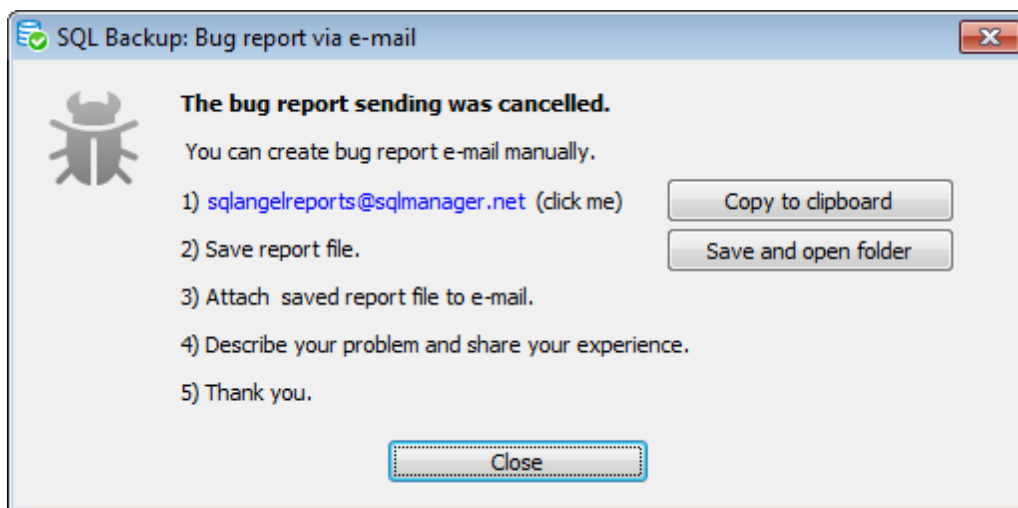 SQL Backup: Bug report via e-mail
The bug report sending was cancelled.
You can create bug report e-mail manually.
1) sqlangelreports@sqlmanager.net (click me) Copy to clipboard
2) Save report file. Save and open folder
3) Attach  saved report file to e-mail.
4) Describe your problem and share your experience.
5) Thank you.
Close